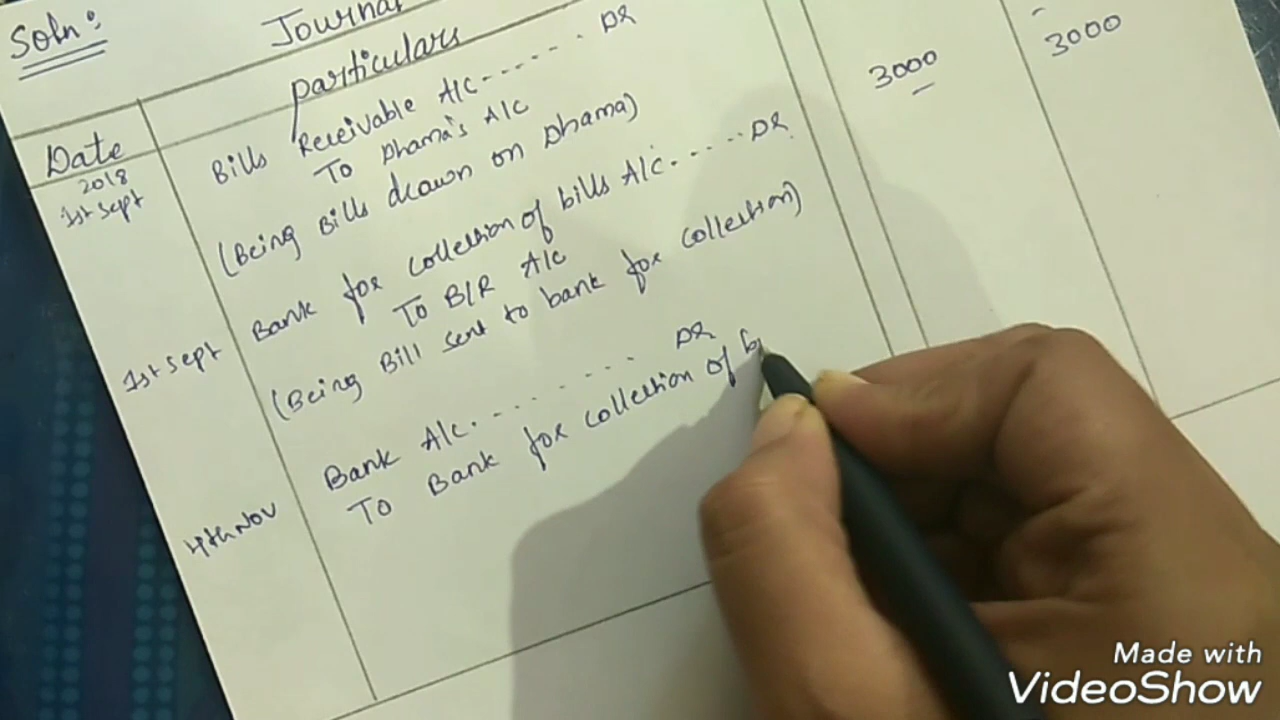 Soln:
Journal
Date
particulars
2018
1st Sept
Bills Receivable A/C------- DR
3000
To Dhama's A/C
3000
(Being Bills drawn on Dhama)
1st Sept
Bank for collection of bills A/C.----..DR
To B/R A/C
(Being Bill sent to bank for collection)
4th Nov
Bank A/C.--------. DR
To Bank for collection of b
Made with
VideoShow